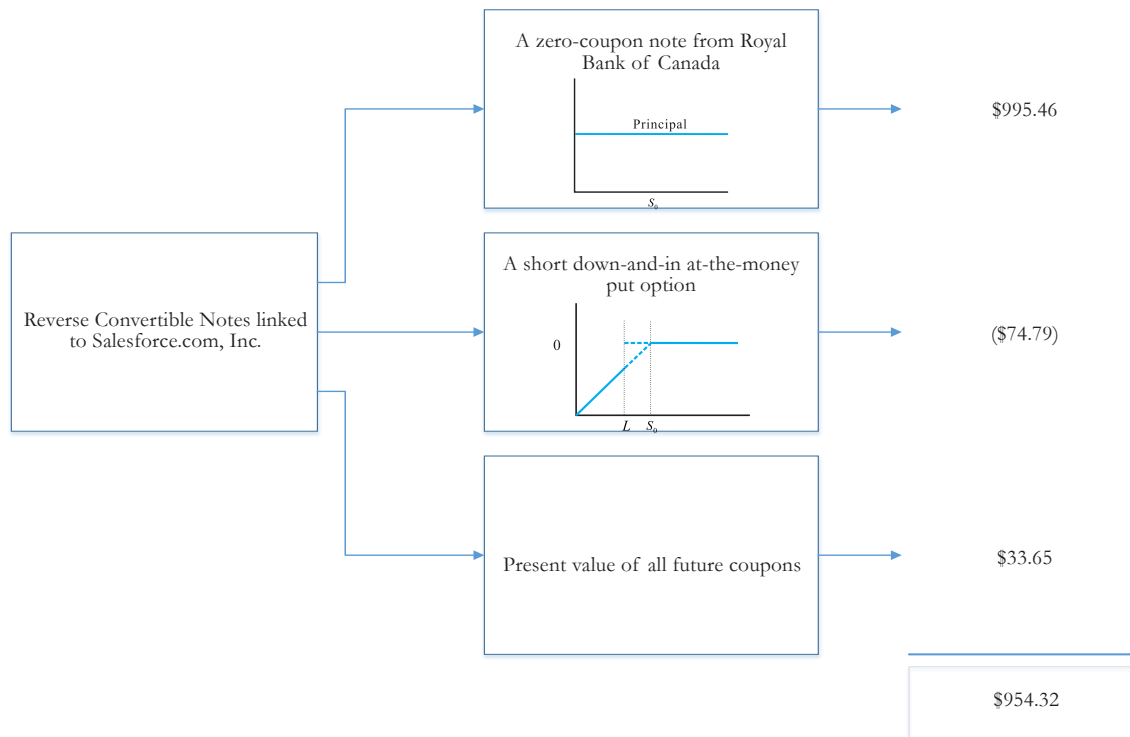 A zero-coupon note from Royal
Bank of Canada
Principal
S₀
$995.46
Reverse Convertible Notes linked
to Salesforce.com, Inc.
A short down-and-in at-the-money
put option
0
L S₀
($74.79)
Present value of all future coupons
$33.65
$954.32